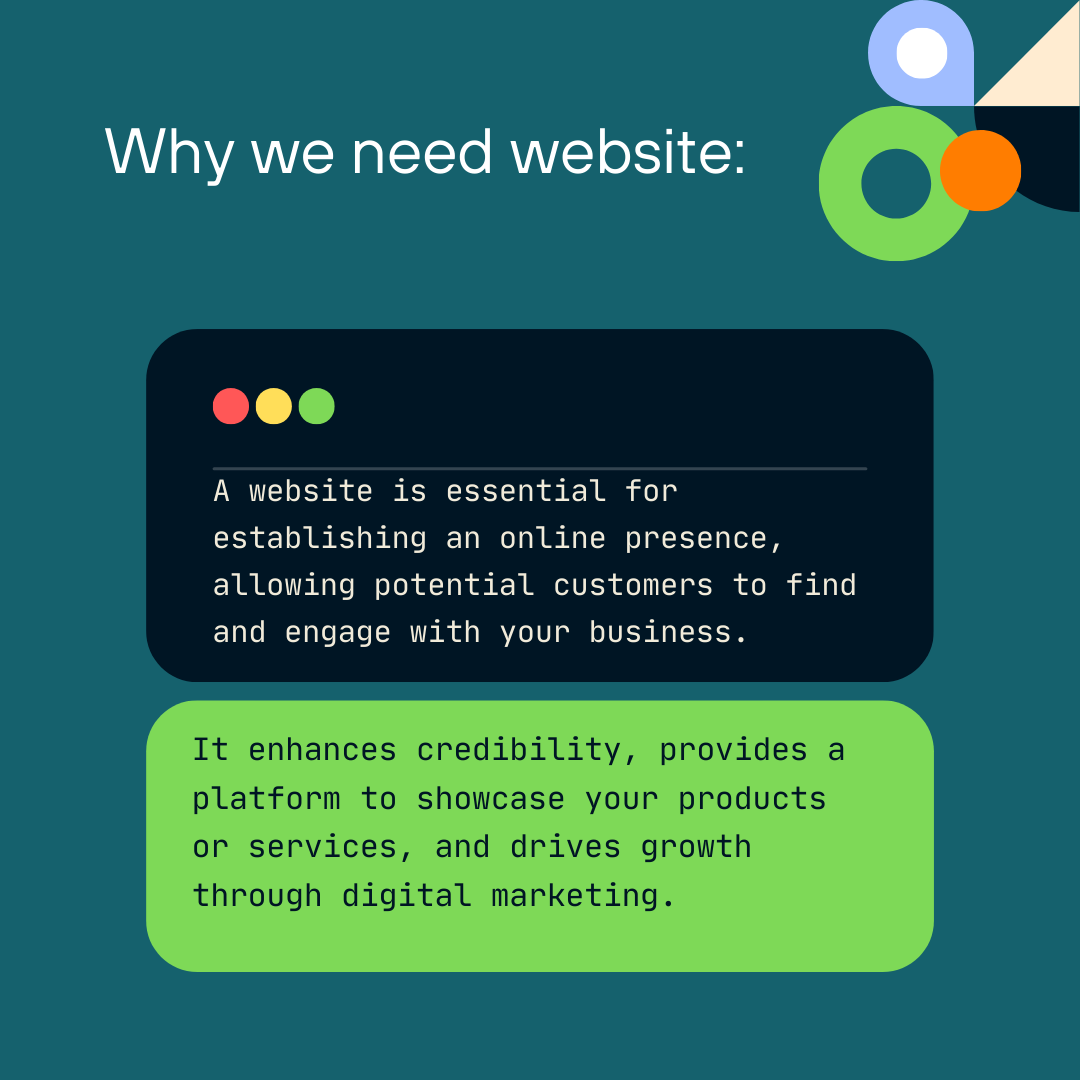 Why we need website:
A website is essential for
establishing an online presence,
allowing potential customers to find
and engage with your business.
It enhances credibility, provides a
platform to showcase your products
or services, and drives growth
through digital marketing.